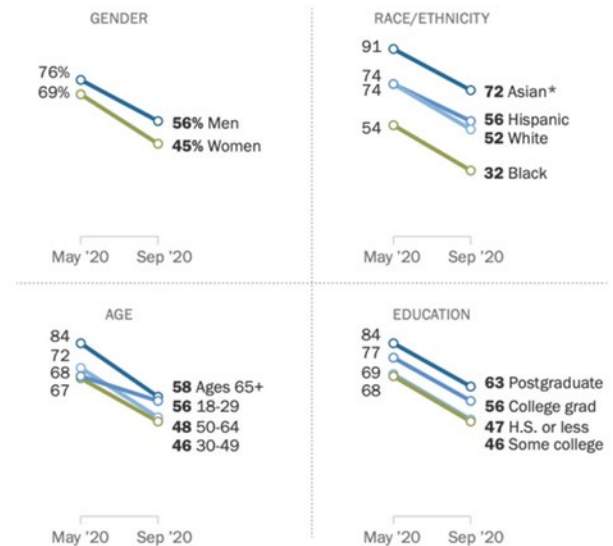 GENDER
76%
69%
56% Men
45% Women
May '20 Sep '20
RACE/ETHNICITY
91
74
74
54
72 Asian*
56 Hispanic
52 White
32 Black
May '20 Sep '20
AGE
84
72
68
67
58 Ages 65+
56 18-29
48 50-64
46 30-49
May '20 Sep '20
EDUCATION
84
77
69
68
63 Postgraduate
56 College grad
47 H.S. or less
46 Some college
May '20 Sep '20